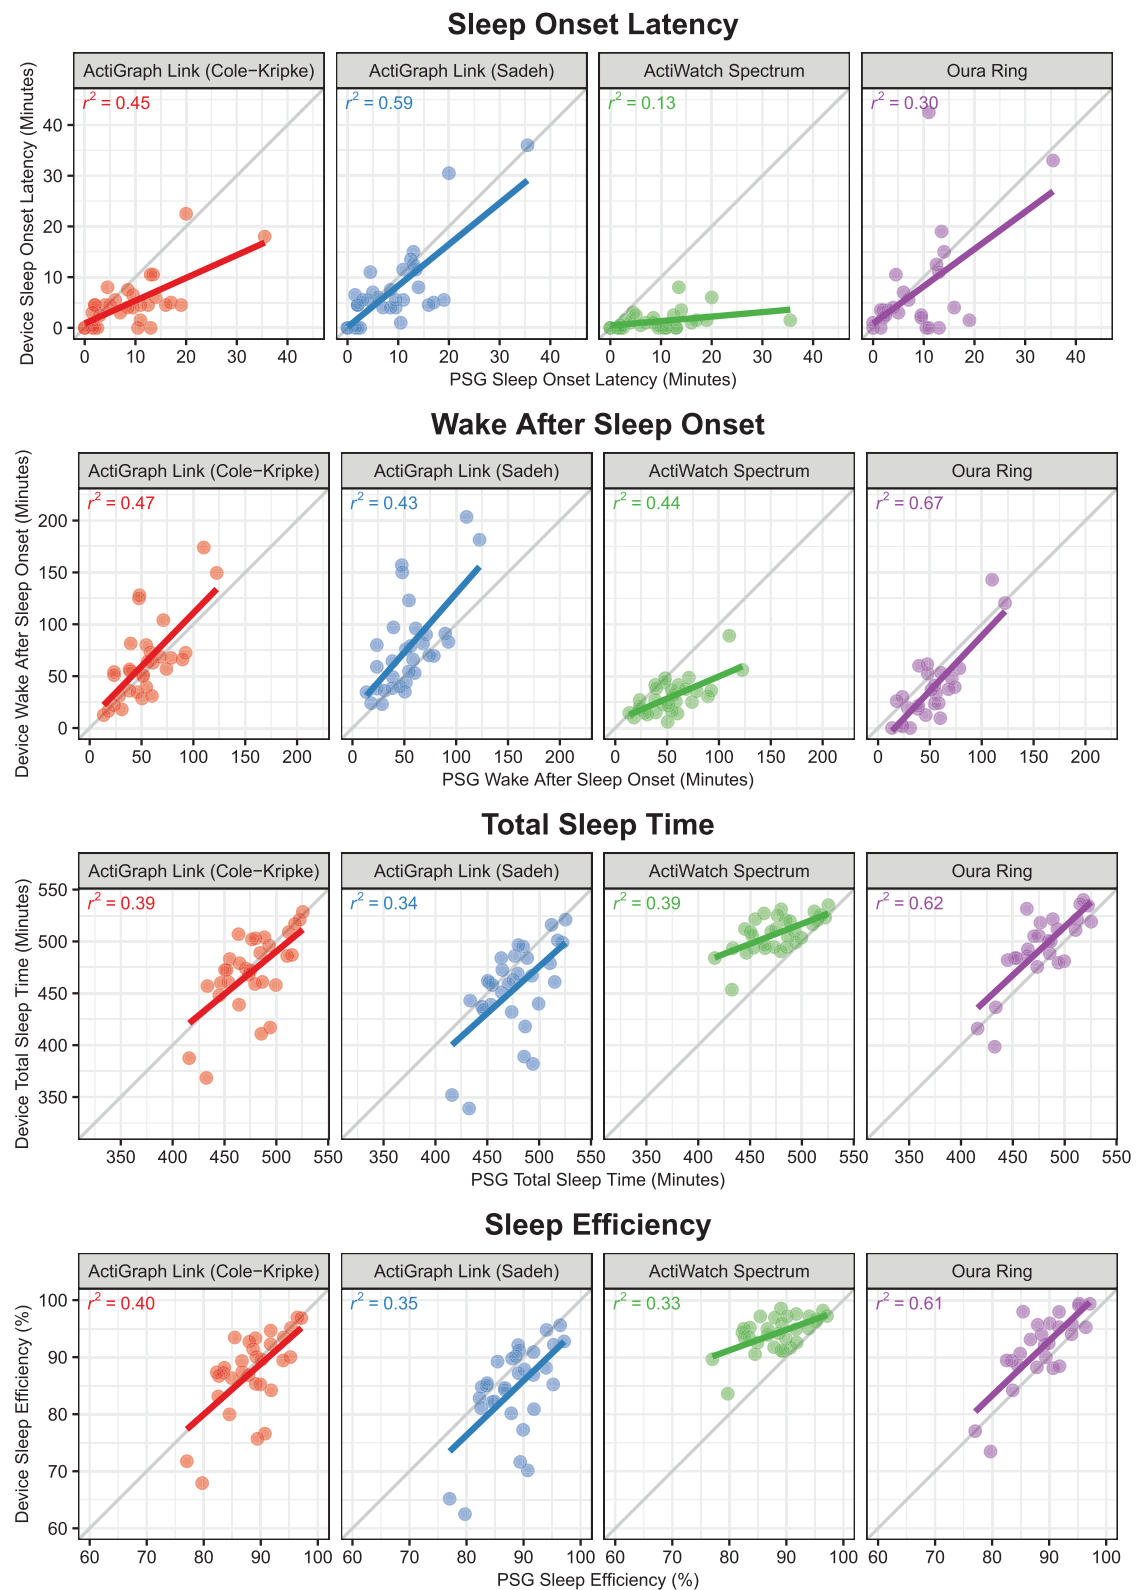 Sleep Onset Latency
ActiGraph Link (Cole−Kripke)
ActiGraph Link (Sadeh)
ActiWatch Spectrum
Oura Ring
r² = 0.45
r² = 0.59
r² = 0.13
r² = 0.30
Device Sleep Onset Latency (Minutes)
40
30
20
10
0
0 10 20 30 40
0 10 20 30 40
0 10 20 30 40
0 10 20 30 40
PSG Sleep Onset Latency (Minutes)
Wake After Sleep Onset
ActiGraph Link (Cole−Kripke)
ActiGraph Link (Sadeh)
ActiWatch Spectrum
Oura Ring
r² = 0.47
r² = 0.43
r² = 0.44
r² = 0.67
Device Wake After Sleep Onset (Minutes)
200
150
100
50
0
0 50 100 150 200
0 50 100 150 200
0 50 100 150 200
0 50 100 150 200
PSG Wake After Sleep Onset (Minutes)
Total Sleep Time
ActiGraph Link (Cole−Kripke)
ActiGraph Link (Sadeh)
ActiWatch Spectrum
Oura Ring
r² = 0.39
r² = 0.34
r² = 0.39
r² = 0.62
Device Total Sleep Time (Minutes)
550
500
450
400
350
350 400 450 500 550
350 400 450 500 550
350 400 450 500 550
350 400 450 500 550
PSG Total Sleep Time (Minutes)
Sleep Efficiency
ActiGraph Link (Cole−Kripke)
ActiGraph Link (Sadeh)
ActiWatch Spectrum
Oura Ring
r² = 0.40
r² = 0.35
r² = 0.33
r² = 0.61
Device Sleep Efficiency (%)
100
90
80
70
60
60 70 80 90 100
60 70 80 90 100
60 70 80 90 100
60 70 80 90 100
PSG Sleep Efficiency (%)